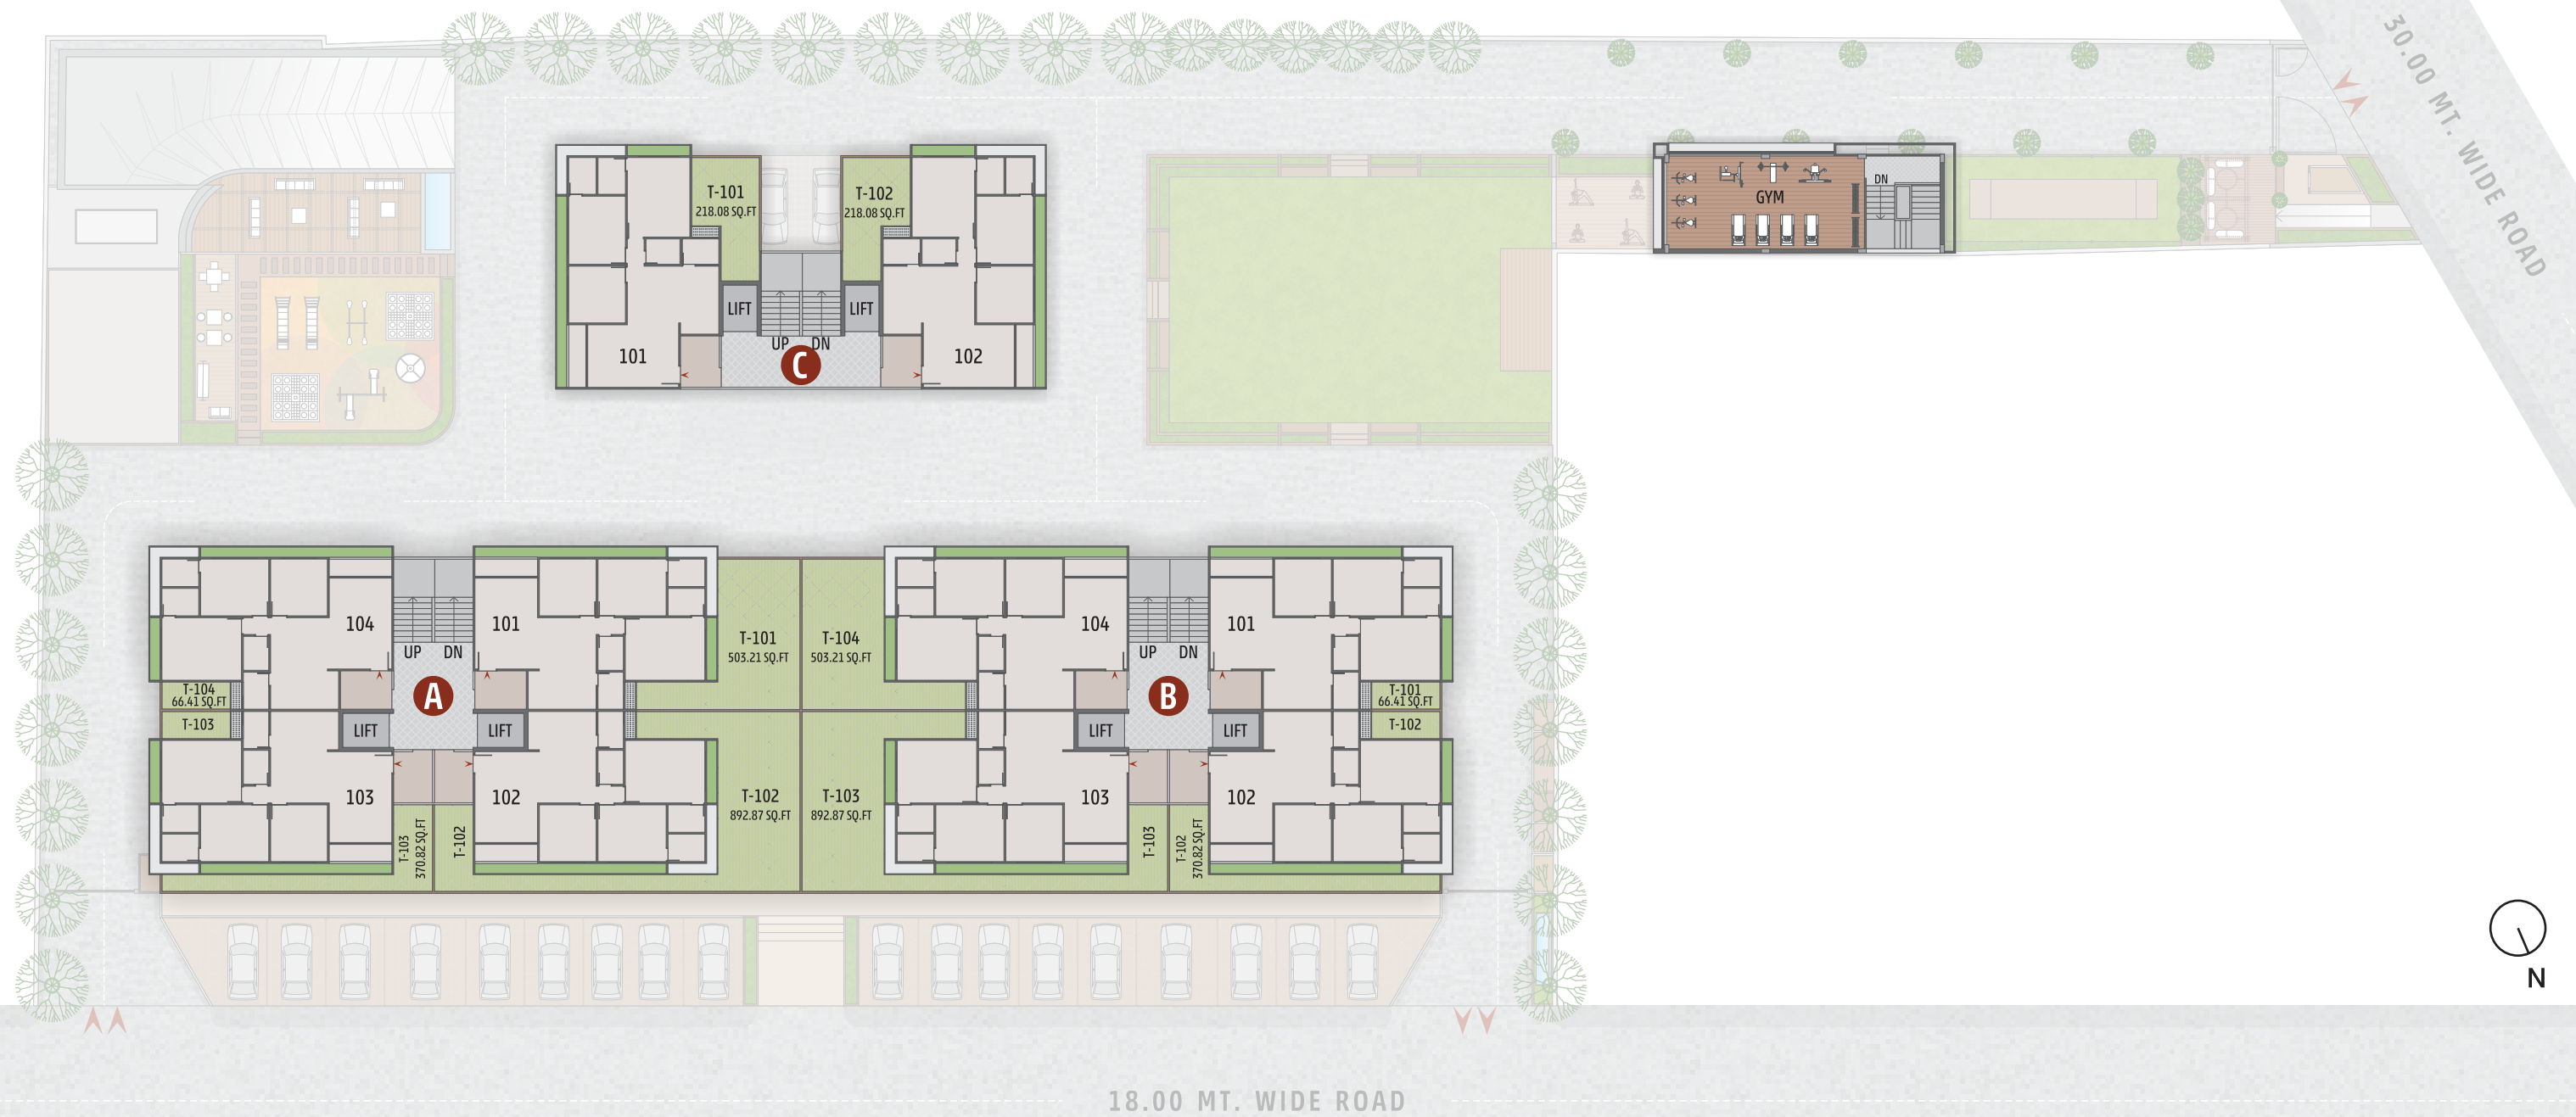 30.00 MT. WIDE ROAD
T-101
218.08 SQ.FT
T-102
218.08 SQ.FT
LIFT
LIFT
UP
DN
101
C
102
DN
GYM
104
101
UP
DN
T-104
66.41 SQ.FT
T-103
A
LIFT
LIFT
103
102
T-103
370.82 SQ.FT
T-102
T-101
503.21 SQ.FT
T-104
503.21 SQ.FT
T-102
892.87 SQ.FT
T-103
892.87 SQ.FT
104
101
UP
DN
T-101
66.41 SQ.FT
T-102
B
LIFT
LIFT
103
102
T-103
T-102
370.82 SQ.FT
N
18.00 MT. WIDE ROAD